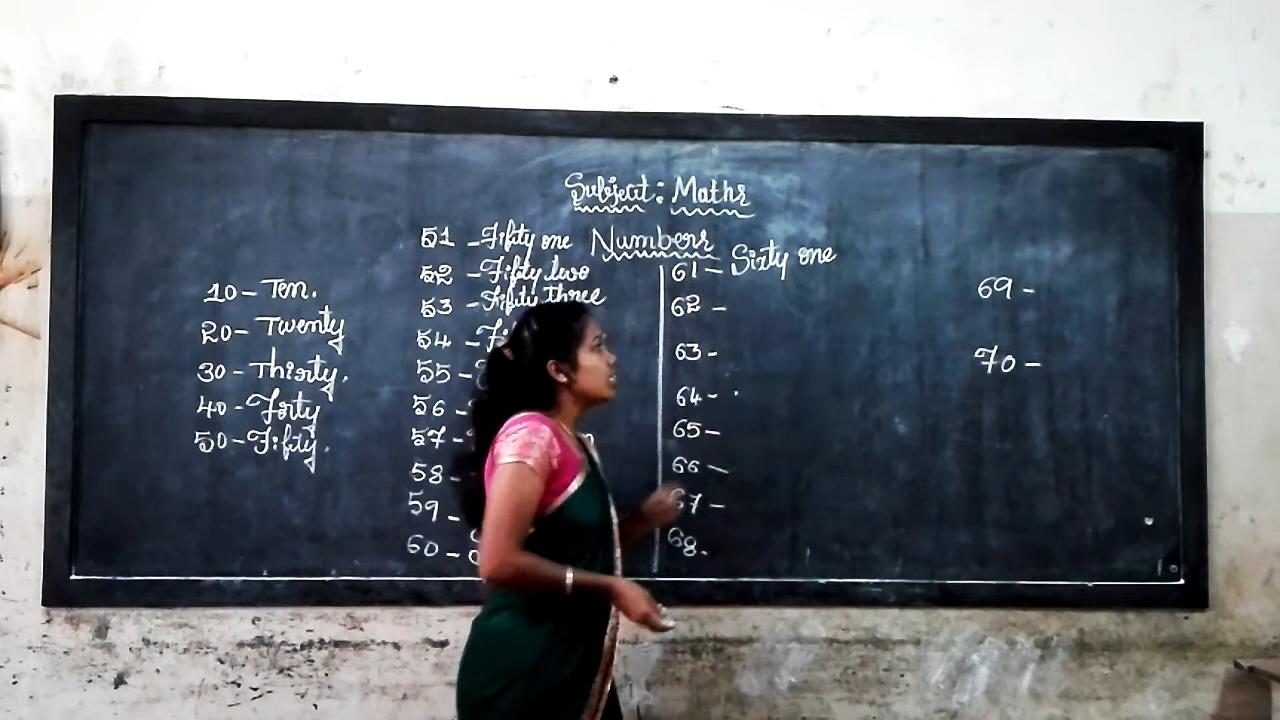 Subject: Maths
Numbers
10 - Ten.
20 - Twenty
30 - Thirty.
40 - Forty
50 - Fifty.
51 - Fifty one
52 - Fifty two
53 - Fifty three
54 -
55 -
56 -
57 -
58 -
59 -
60 -
61 - Sixty one
62 -
63 -
64 -
65 -
66 -
67 -
68.
69 -
70 -